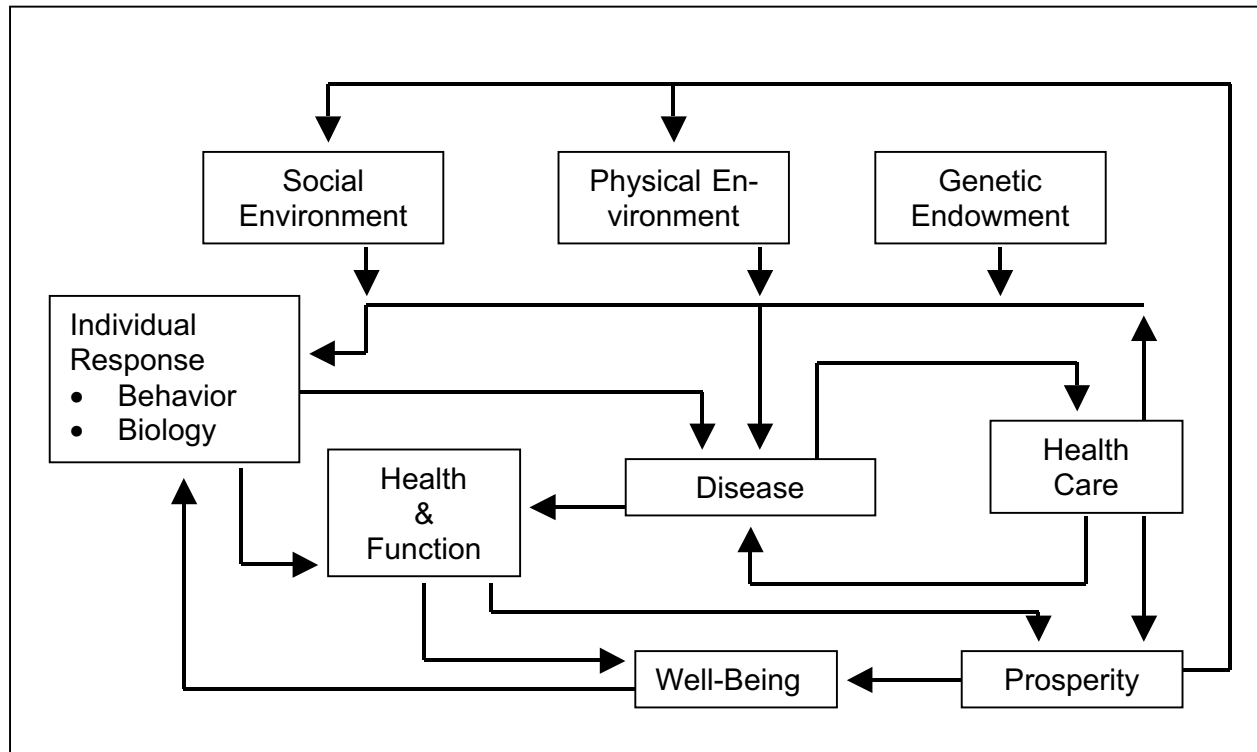 Social
Environment
Physical En-
vironment
Genetic
Endowment
Individual
Response
• Behavior
• Biology
Health
&
Function
Disease
Health
Care
Well-Being
Prosperity